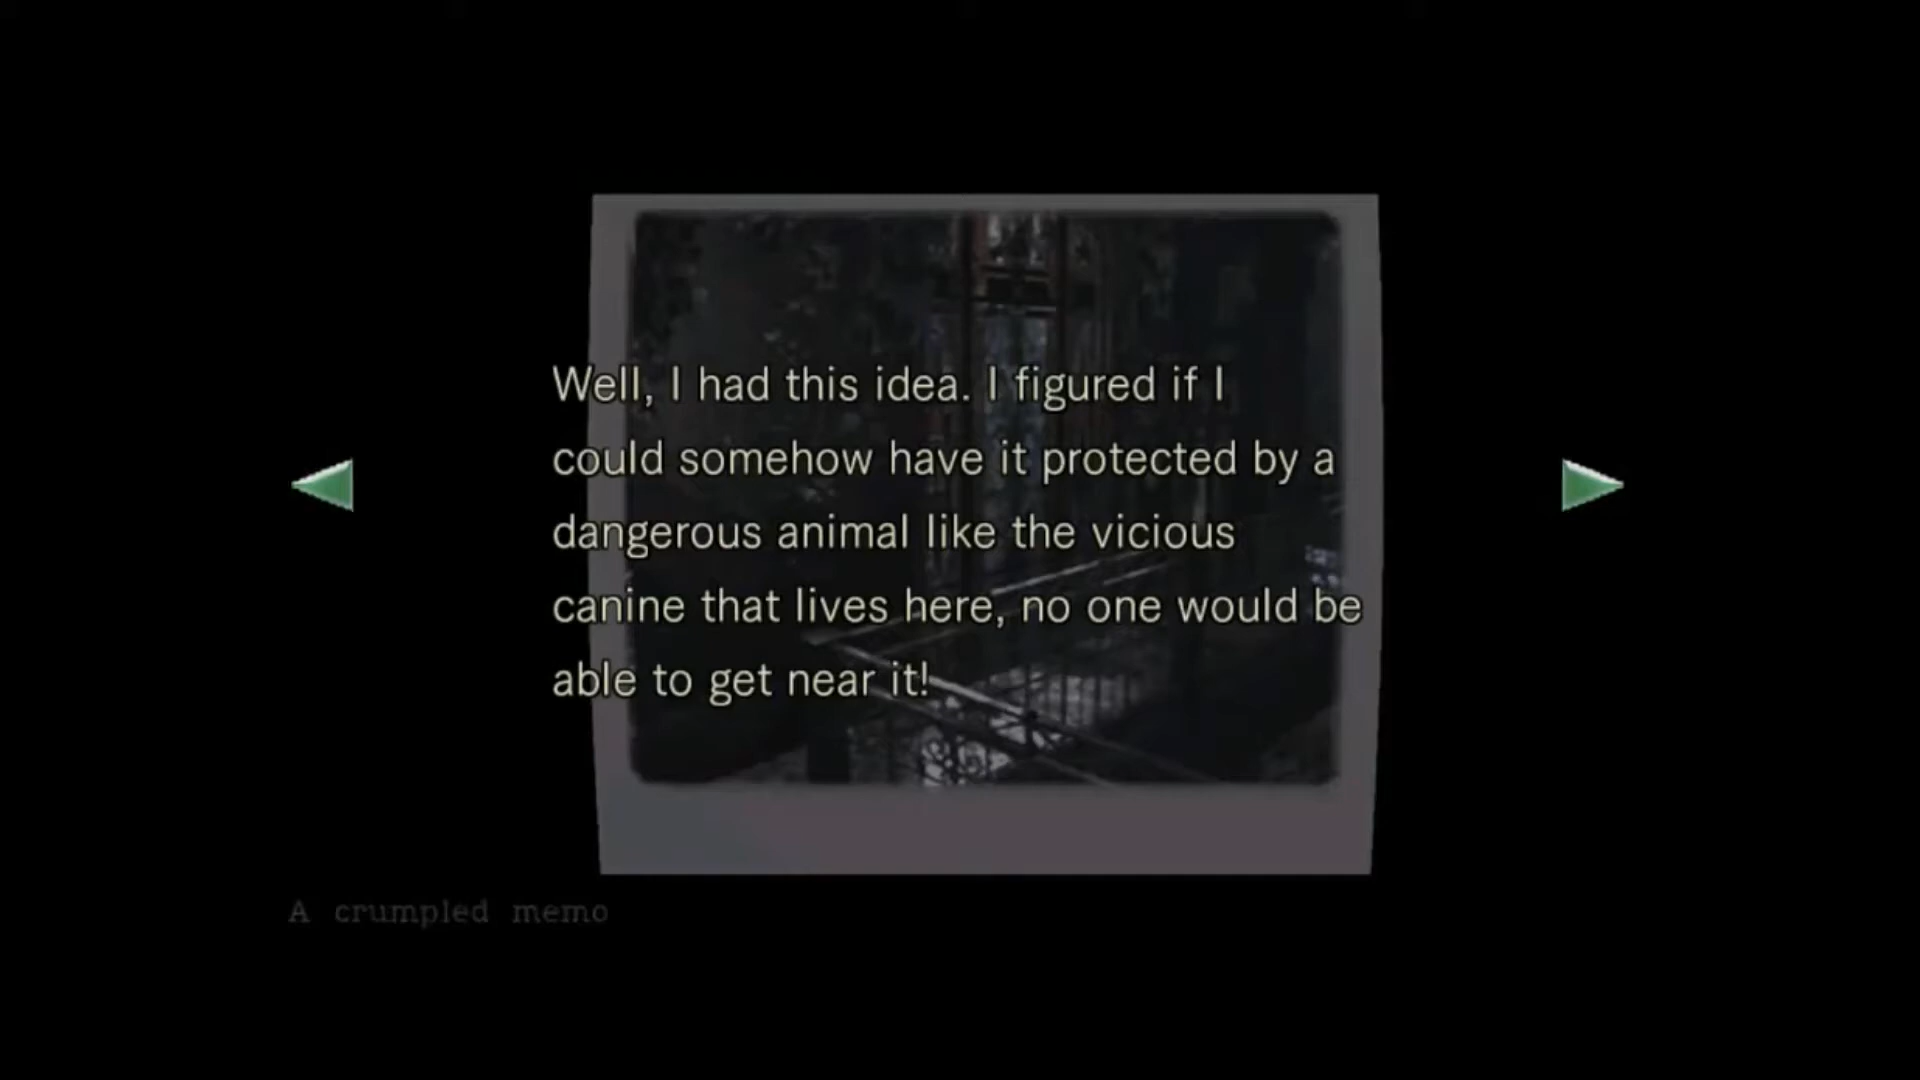 Well, I had this idea. I figured if I
could somehow have it protected by a
dangerous animal like the vicious
canine that lives here, no one would be
able to get near it!
A crumpled memo